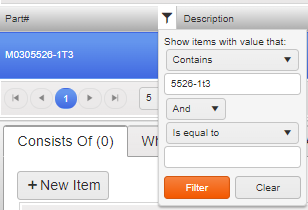 Part#
Description
Show items with value that:
M0305526-1T3
Contains
5526-1t3
1
5
And
Is equal to
Consists Of (0)
+ New Item
Filter
Clear